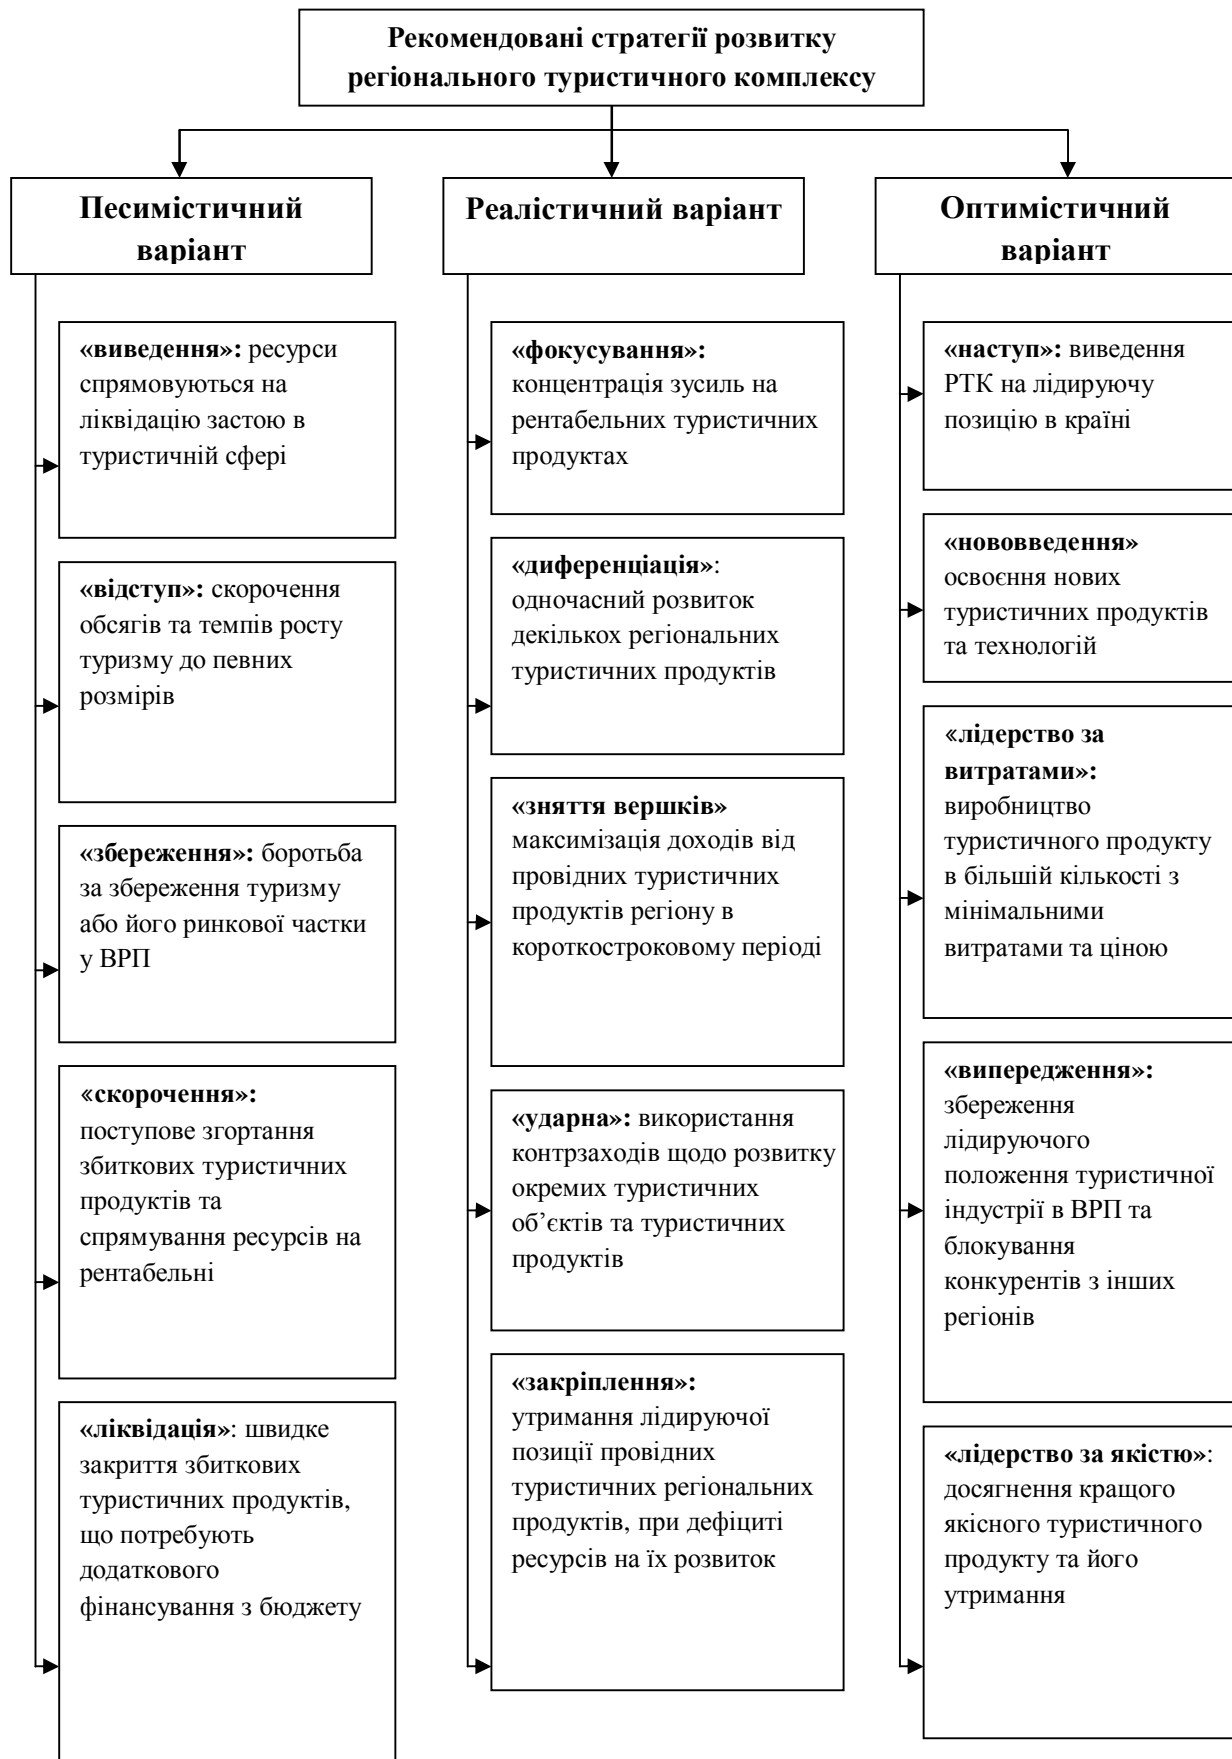 Рекомендовані стратегії розвитку
регіонального туристичного комплексу
Песимістичний
варіант
«виведення»: ресурси
спрямовуються на
ліквідацію застою в
туристичній сфері
«відступ»: скорочення
обсягів та темпів росту
туризму до певних
розмірів
«збереження»: боротьба
за збереження туризму
або його ринкової частки
у ВРП
«скорочення»:
поступове згортання
збиткових туристичних
продуктів та
спрямування ресурсів на
рентабельні
«ліквідація»: швидке
закриття збиткових
туристичних продуктів,
що потребують
додаткового
фінансування з бюджету
Реалістичний варіант
«фокусування»:
концентрація зусиль на
рентабельних туристичних
продуктах
«диференціація»:
одночасний розвиток
декількох регіональних
туристичних продуктів
«зняття вершків»
максимізація доходів від
провідних туристичних
продуктів регіону в
короткостроковому періоді
«ударна»: використання
контрзаходів щодо розвитку
окремих туристичних
об’єктів та туристичних
продуктів
«закріплення»:
утримання лідируючої
позиції провідних
туристичних регіональних
продуктів, при дефіциті
ресурсів на їх розвиток
Оптимістичний
варіант
«наступ»: виведення
РТК на лідируючу
позицію в країні
«нововведення»
освоєння нових
туристичних продуктів
та технологій
«лідерство за
витратами»:
виробництво
туристичного продукту
в більшій кількості з
мінімальними
витратами та ціною
«випередження»:
збереження
лідируючого
положення туристичної
індустрії в ВРП та
блокування
конкурентів з інших
регіонів
«лідерство за якістю»:
досягнення кращого
якісного туристичного
продукту та його
утримання